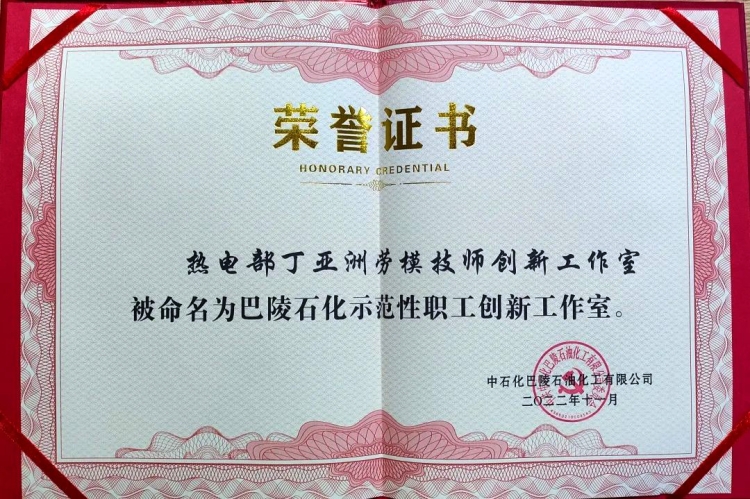 荣誉证书
HONORARY CREDENTIAL
热电部丁亚洲劳模技师创新工作室
被命名为巴陵石化示范性职工创新工作室。
中石化巴陵石油化工有限公司
二〇二二年十一月